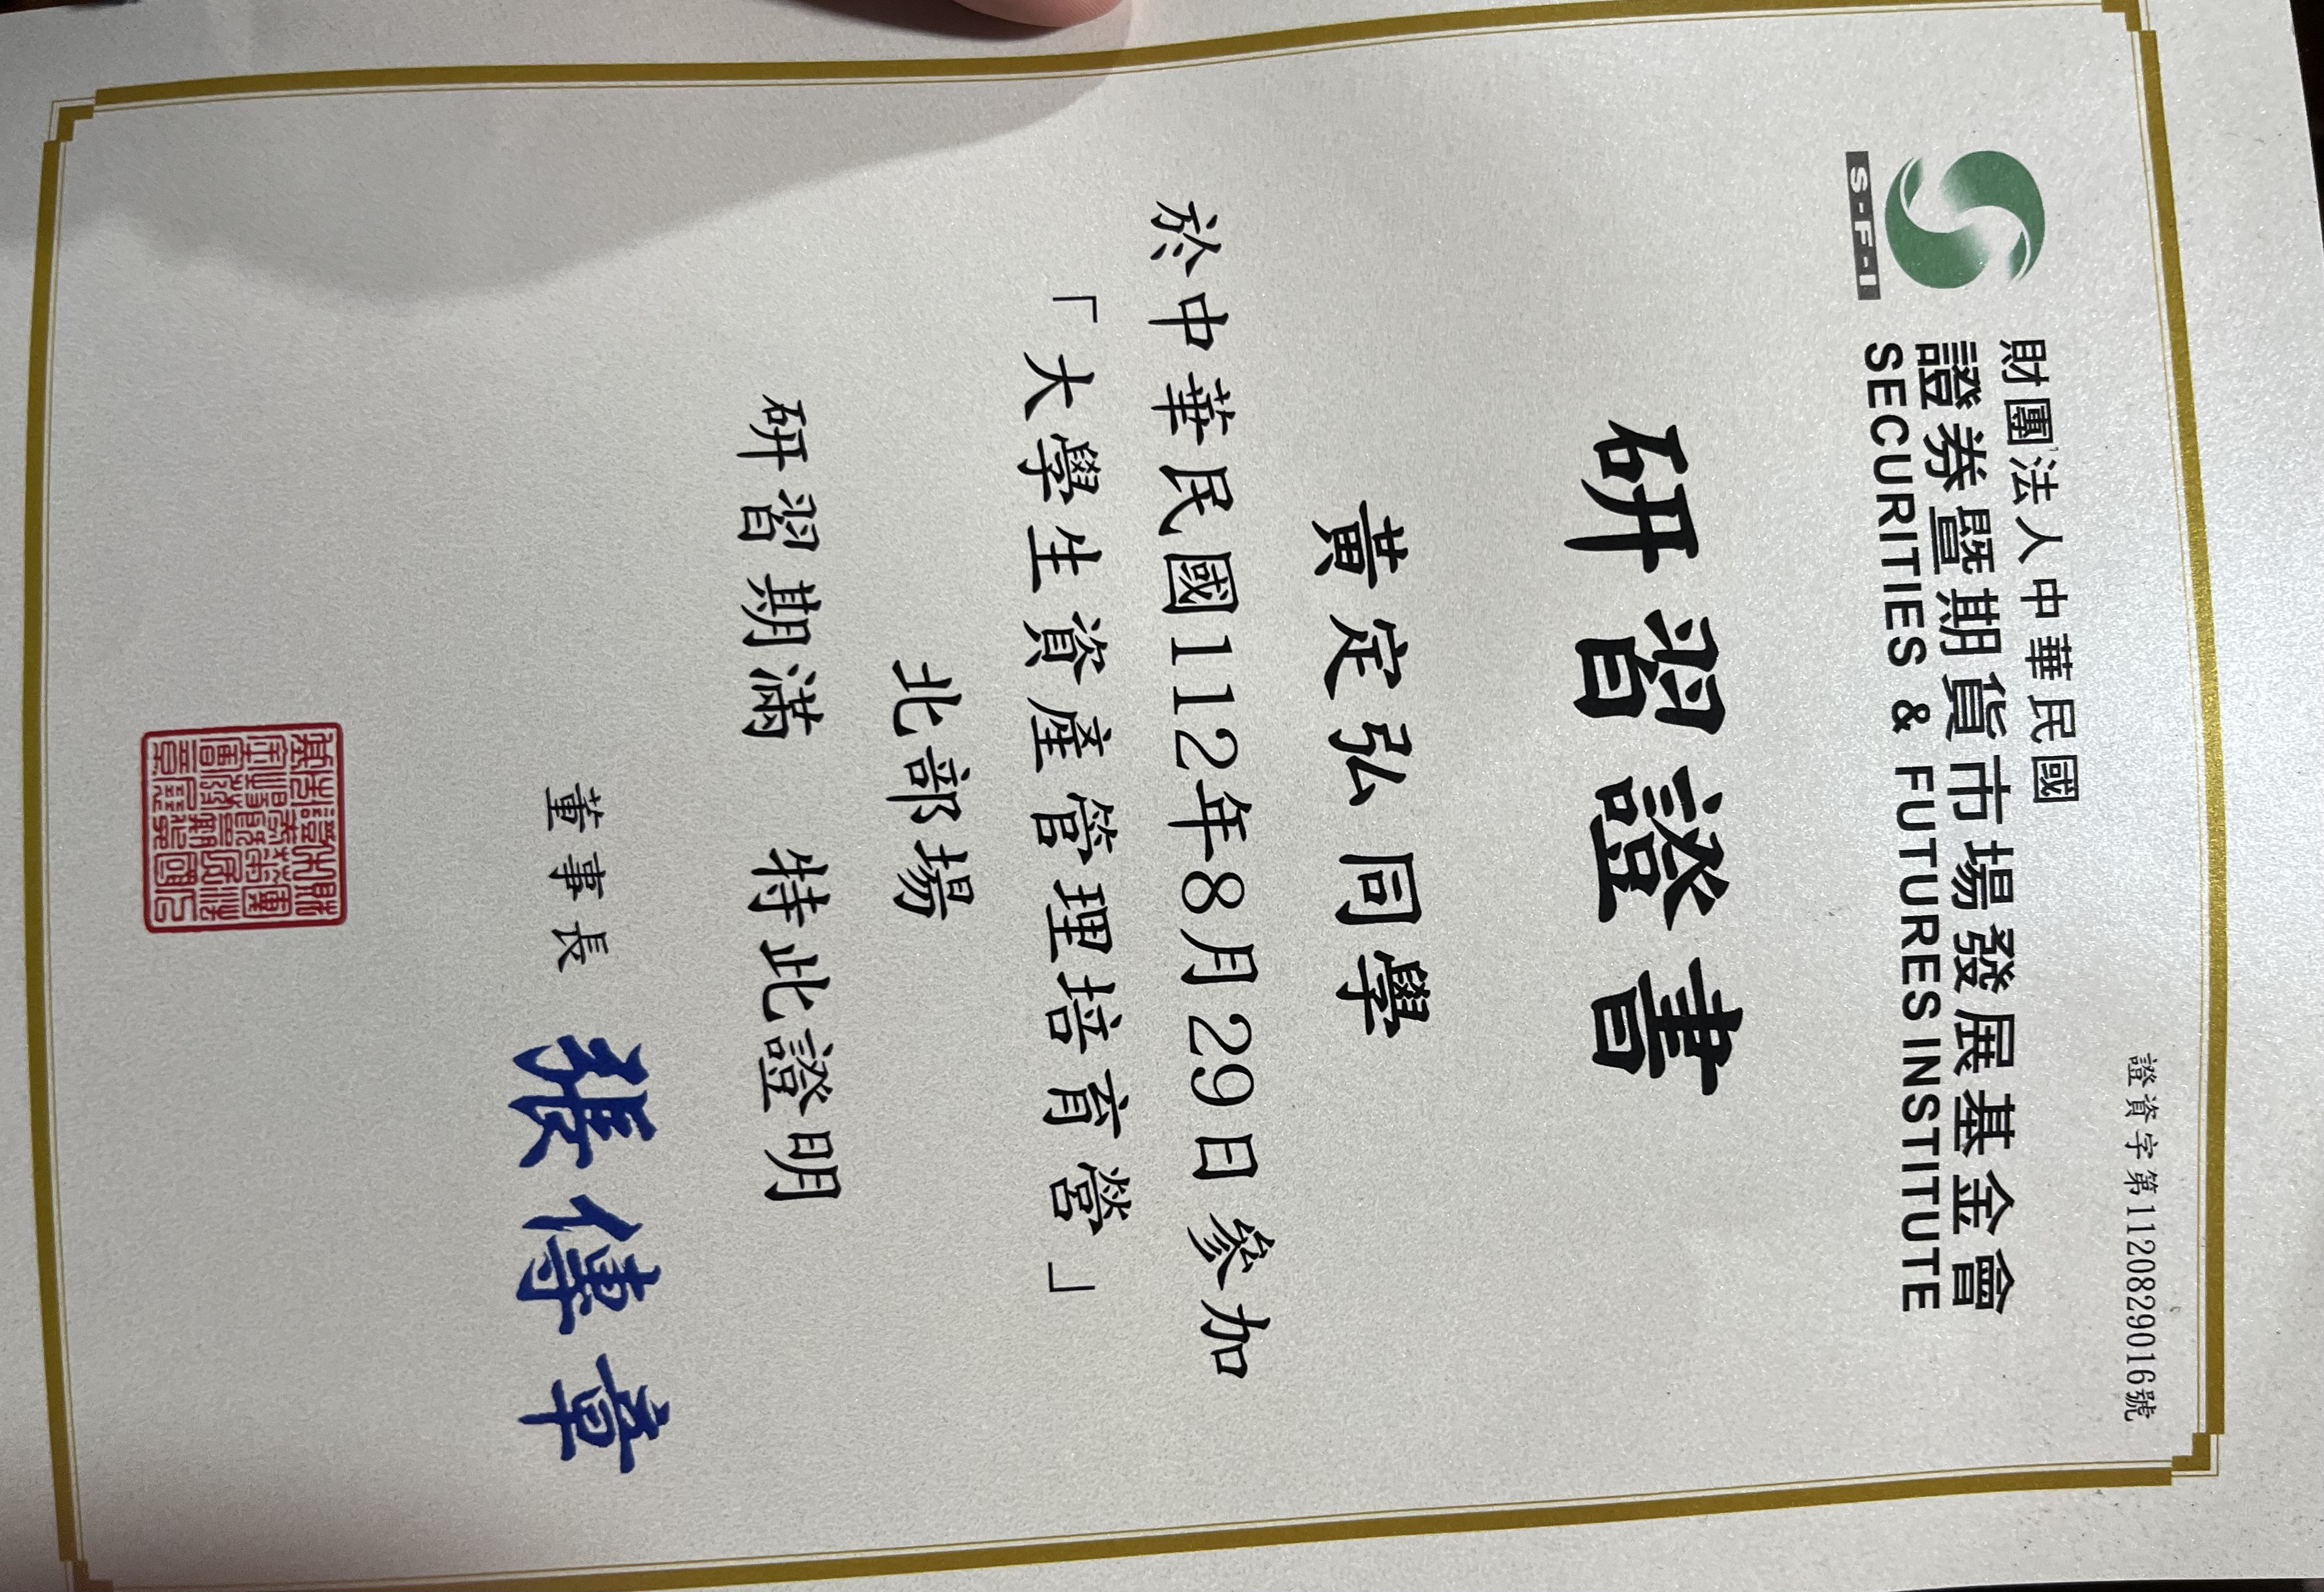 證資字第1120829016號
財團法人中華民國
證券暨期貨市場發展基金會
SECURITIES & FUTURES INSTITUTE
S-F-I
研習證書
黃定弘 同學
於中華民國112年8月29日參加
「大學生資產管理培育營」
北部場
研習期滿 特此證明
董事長 張傳章
財團法人
中華民國
證券暨期貨
市場發展
基金會章